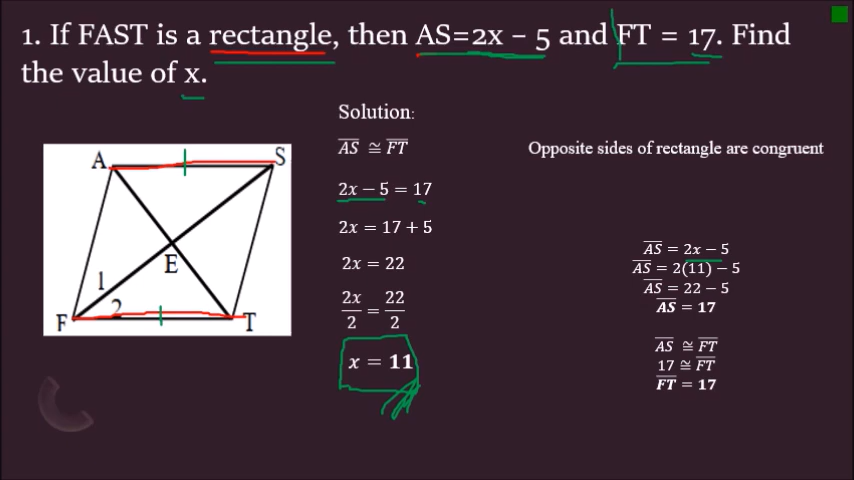 1. If FAST is a rectangle, then AS=2x – 5 and FT = 17. Find
the value of x.
Solution:
AS ≅ FT
2x − 5 = 17
2x = 17 + 5
2x = 22
2x/2 = 22/2
x = 11
Opposite sides of rectangle are congruent
AS = 2x − 5
AS = 2(11) − 5
AS = 22 − 5
AS = 17
AS ≅ FT
17 ≅ FT
FT = 17
A S
E
1
2
F T